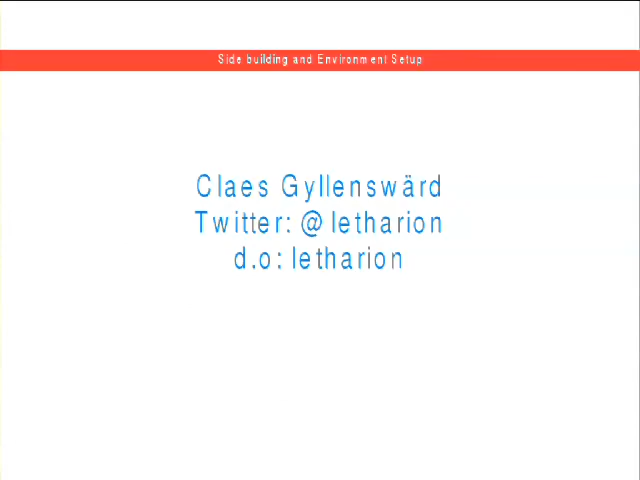 Side building and Environment Setup
Claes Gyllenswärd
Twitter: @letharion
d.o: letharion